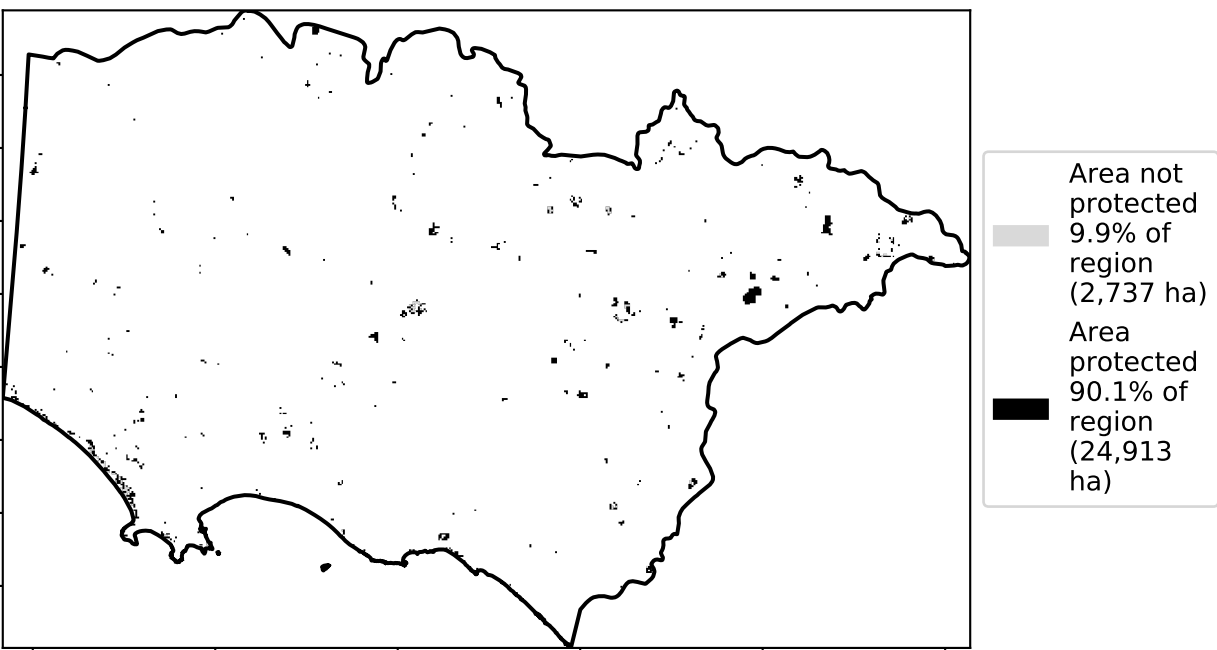 Area not
protected
9.9% of
region
(2,737 ha)
Area
protected
90.1% of
region
(24,913
ha)